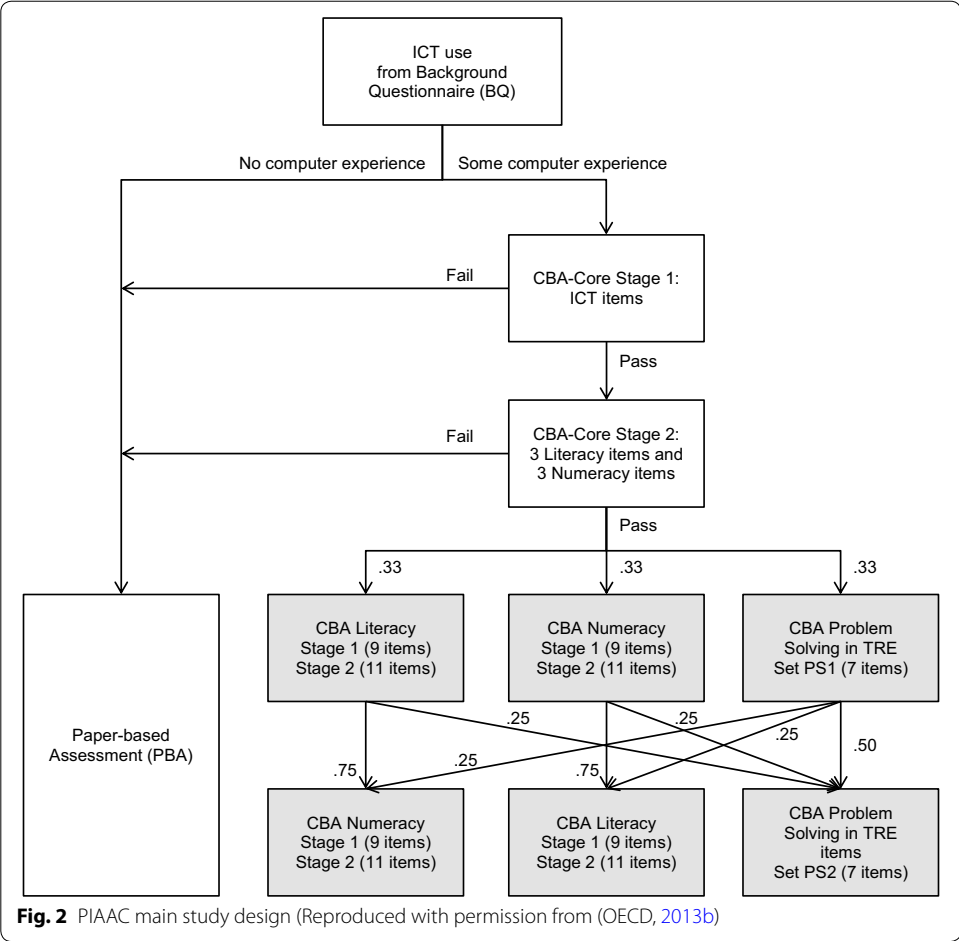 ICT use
from Background
Questionnaire (BQ)
No computer experience
Some computer experience
Fail
CBA-Core Stage 1:
ICT items
Pass
Fail
CBA-Core Stage 2:
3 Literacy items and
3 Numeracy items
Pass
.33
.33
.33
CBA Literacy
Stage 1 (9 items)
Stage 2 (11 items)
CBA Numeracy
Stage 1 (9 items)
Stage 2 (11 items)
CBA Problem
Solving in TRE
Set PS1 (7 items)
Paper-based
Assessment (PBA)
.25
.25
.25
.50
.75
.25
.75
CBA Numeracy
Stage 1 (9 items)
Stage 2 (11 items)
CBA Literacy
Stage 1 (9 items)
Stage 2 (11 items)
CBA Problem
Solving in TRE
items
Set PS2 (7 items)
Fig. 2 PIAAC main study design (Reproduced with permission from (OECD, 2013b)